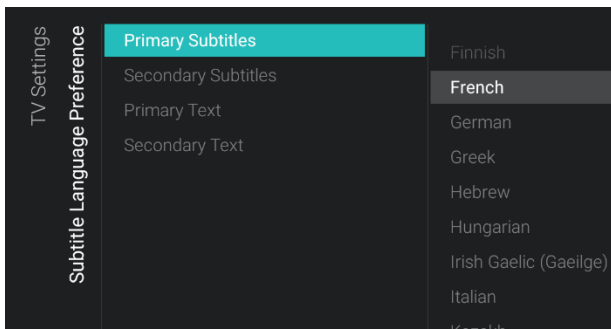 TV Settings
Subtitle Language Preference
Primary Subtitles
Secondary Subtitles
Primary Text
Secondary Text
Finnish
French
German
Greek
Hebrew
Hungarian
Irish Gaelic (Gaeilge)
Italian
Kazakh